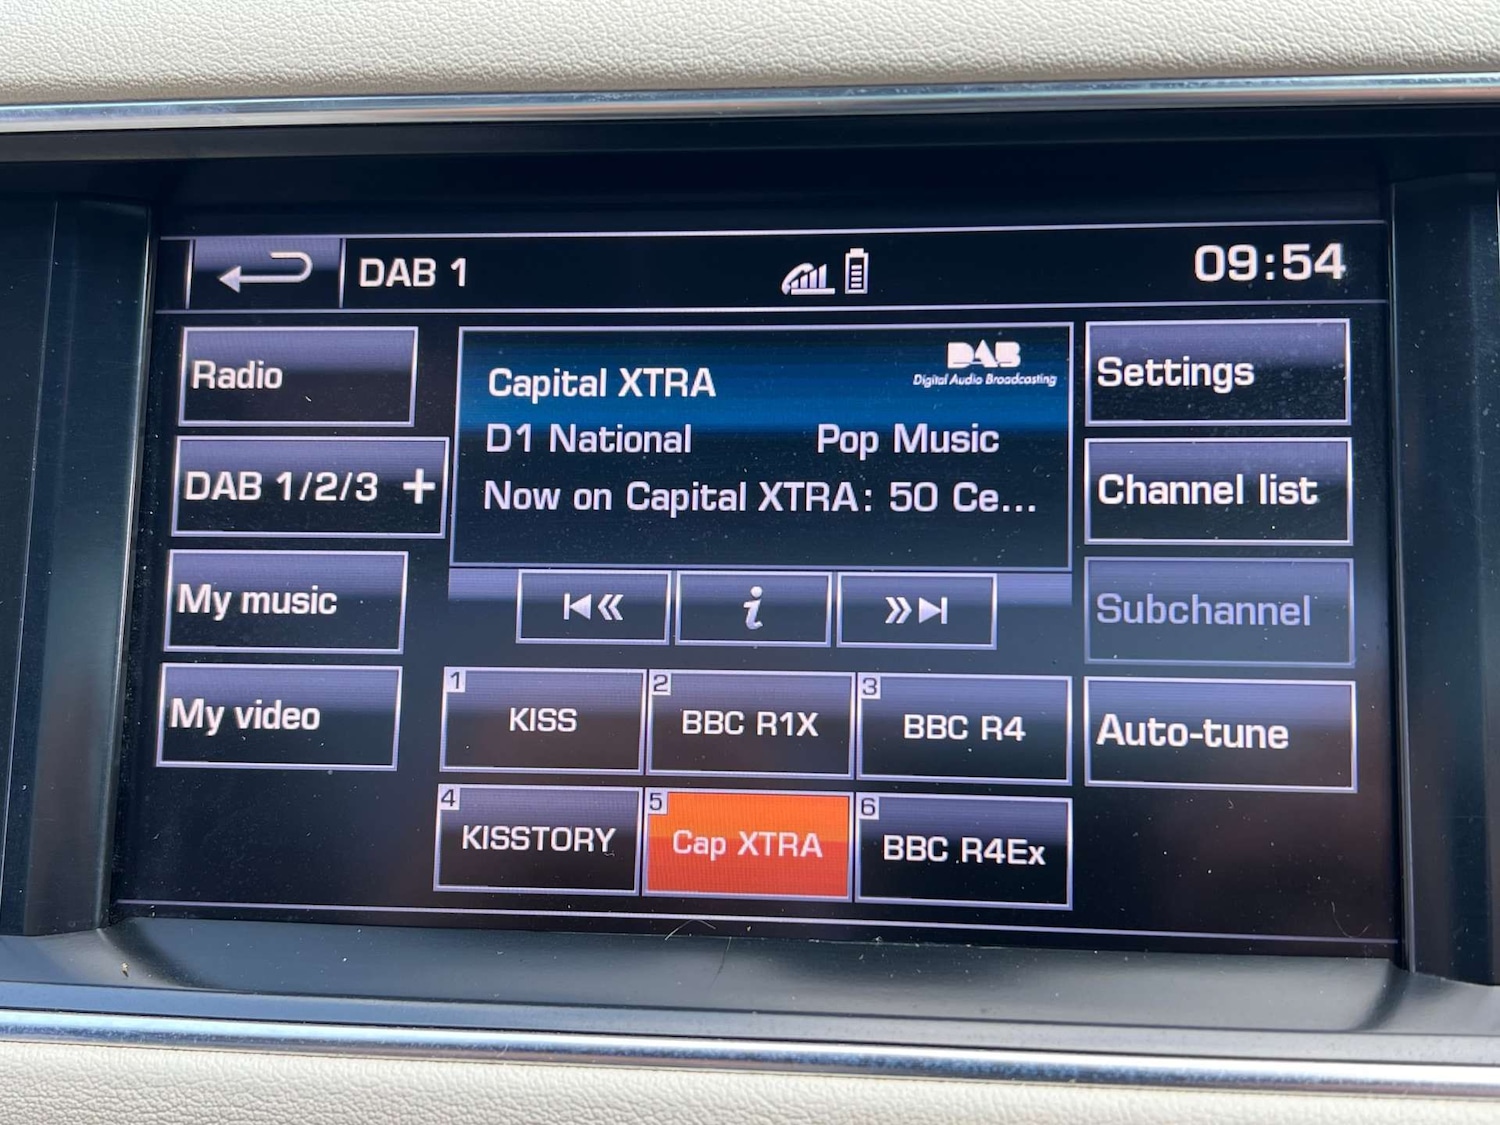 DAB 1
09:54
Radio
DAB 1/2/3 +
My music
My video
Capital XTRA
DAB
Digital Audio Broadcasting
D1 National Pop Music
Now on Capital XTRA: 50 Ce...
i
1 KISS
2 BBC R1X
3 BBC R4
4 KISSTORY
5 Cap XTRA
6 BBC R4Ex
Settings
Channel list
Subchannel
Auto-tune